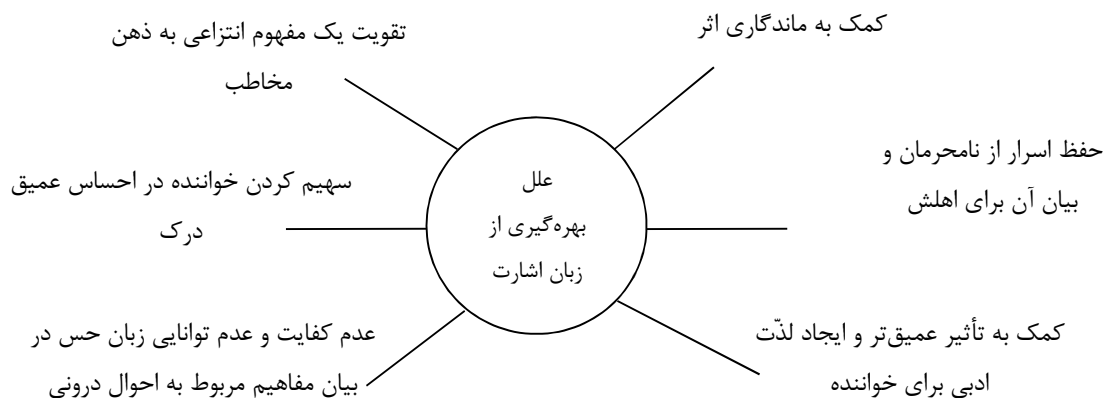 کمک به ماندگاری اثر
تقویت یک مفهوم انتزاعی به ذهن
مخاطب
حفظ اسرار از نامحرمان و
بیان آن برای اهلش
علل
بهره‌گیری از
زبان اشارت
سهیم کردن خواننده در احساس عمیق
درک
کمک به تأثیر عمیق‌تر و ایجاد لذّت
ادبی برای خواننده
عدم کفایت و عدم توانایی زبان حس در
بیان مفاهیم مربوط به احوال درونی